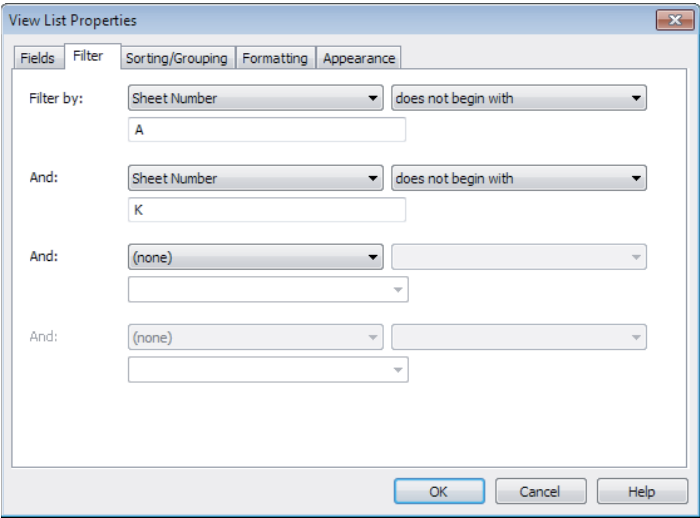 View List Properties
Fields Filter Sorting/Grouping Formatting Appearance
Filter by: Sheet Number does not begin with
A
And: Sheet Number does not begin with
K
And: (none)
And: (none)
OK Cancel Help